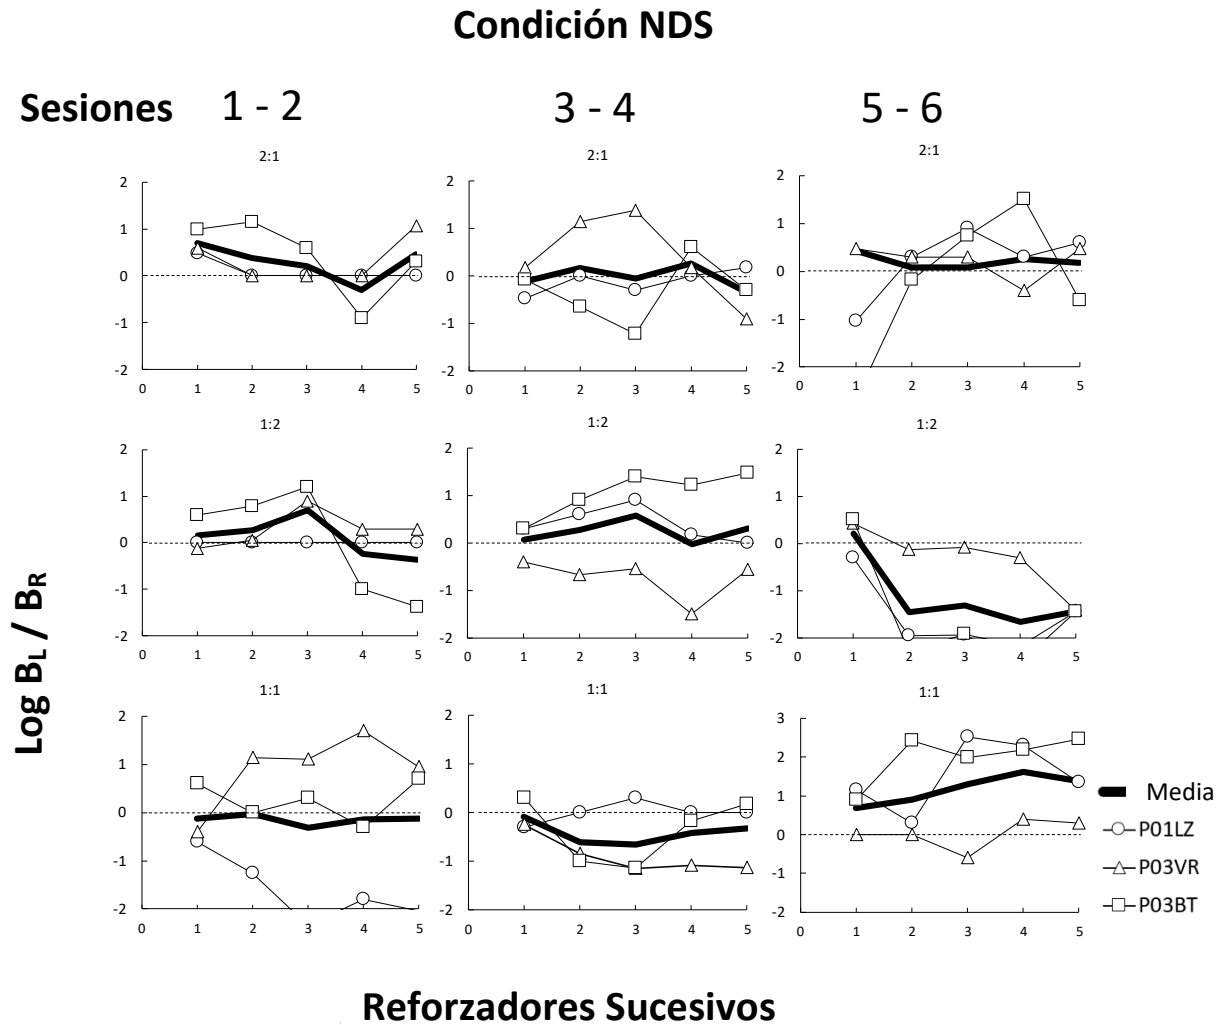 Condición NDS
Sesiones 1 - 2 3 - 4 5 - 6
2:1 2:1 2:1
2 2 2
1 1 1
0 0 0
-1 -1 -1
-2 -2 -2
0 1 2 3 4 5 0 1 2 3 4 5 0 1 2 3 4 5
1:2 1:2 1:2
2 2 2
1 1 1
0 0 0
-1 -1 -1
-2 -2 -2
0 1 2 3 4 5 0 1 2 3 4 5 0 1 2 3 4 5
Log BL / BR
1:1 1:1 1:1
2 2 3
1 1 2
0 0 1
-1 -1 0
-2 -2 -1
-2
0 1 2 3 4 5 0 1 2 3 4 5 0 1 2 3 4 5
Media
P01LZ
P03VR
P03BT
Reforzadores Sucesivos